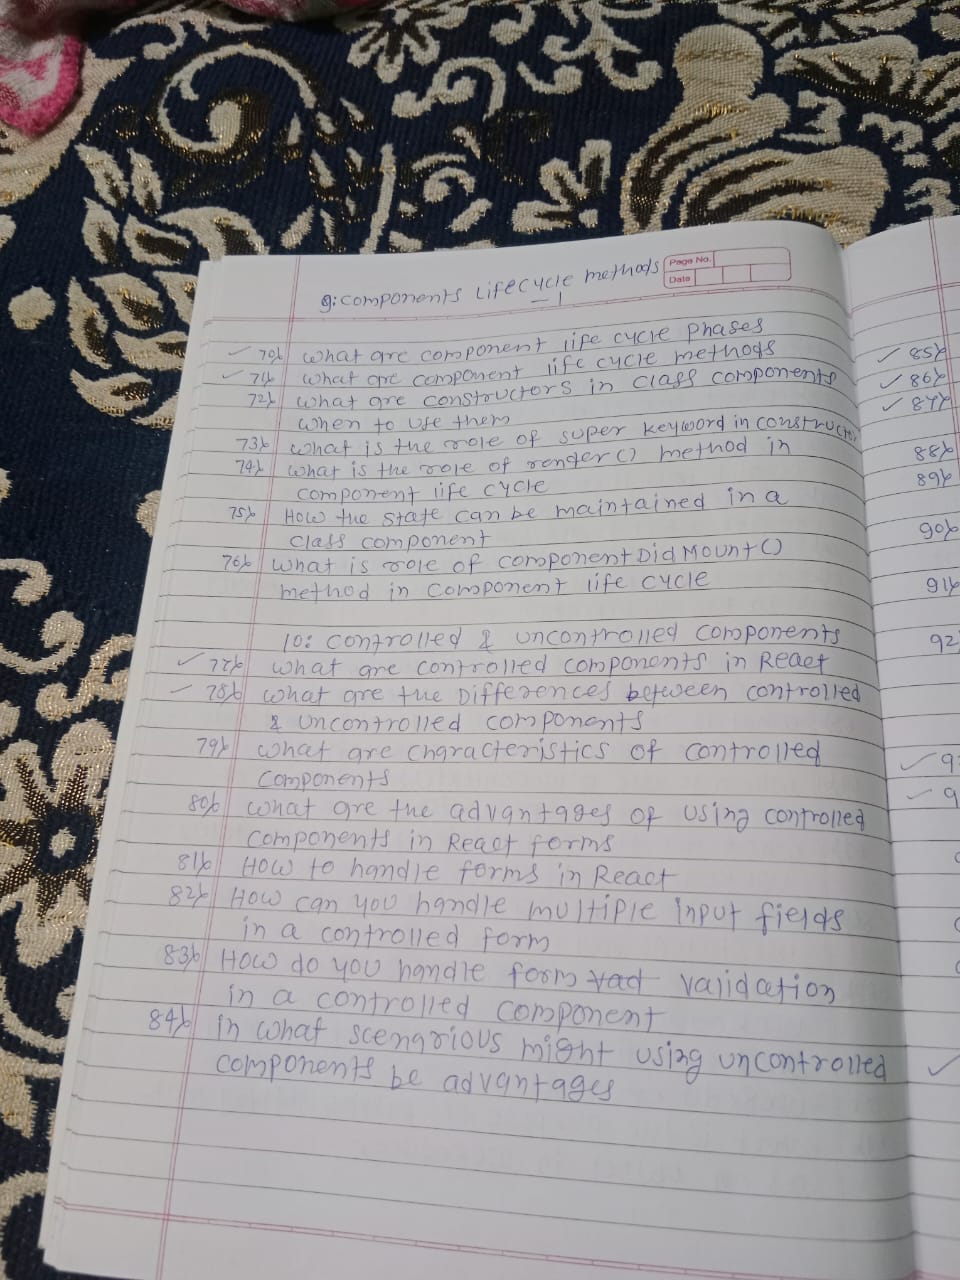 9: Components Lifecycle methods
- 1
Page No.
Date
✓ 70) what are component life cycle phases
✓ 71) what are component life cycle methods
72) what are constructors in class components
when to use them
73) what is the role of super keyword in constructor
74) what is the role of render() method in
component life cycle
75) How the state can be maintained in a
class component
76) what is role of componentDidMount()
method in component life cycle
10: controlled & uncontrolled components
✓ 77) what are controlled components in React
✓ 78) what are the Differences between controlled
& uncontrolled components
79) what are characteristics of controlled
components
80) what are the advantages of using controlled
components in React forms
81) How to handle forms in React
82) How can you handle multiple input fields
in a controlled form
83) How do you handle form validation
in a controlled component
84) in what scenarious might using uncontrolled
components be advantages
✓ 85)
✓ 86)
✓ 87)
88)
89)
90)
91)
92)
✓ 9
✓ 9